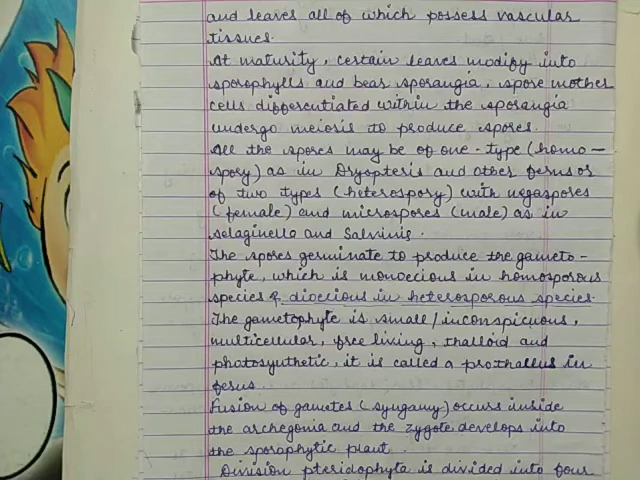 and leaves all of which possess vascular
tissues.
At maturity, certain leaves modify into
sporophylls and bear sporangia, spore mother
cells differentiated within the sporangia
undergo meiosis to produce spores.
All the spores may be of one-type (homo-
spory) as in Dryopteris and other ferns or
of two types (heterospory) with megaspores
(female) and microspores (male) as in
selaginella and Salvinis.
The spores germinate to produce the gameto-
phyte, which is monoecious in homosporous
species & dioecious in heterosporous species.
The gametophyte is small/inconspicuous,
multicellular, free living, thalloid and
photosynthetic, it is called a prothallus in
ferns.
Fusion of gametes (syngamy) occurs inside
the archegonia and the zygote develops into
the sporophytic plant.
Division pteridophyta is divided into four